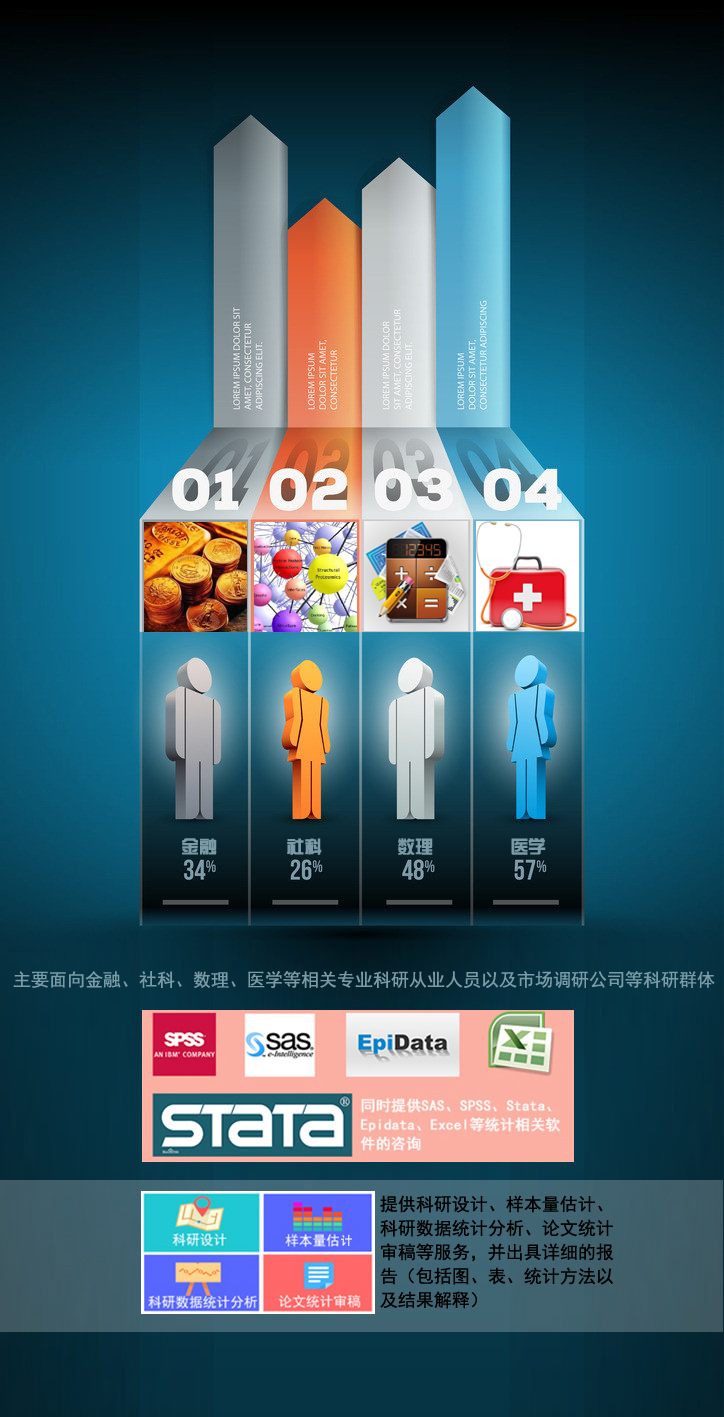 LOREM IPSUM DOLOR SIT
AMET, CONSECTETUR
ADIPISCING ELIT.
LOREM IPSUM
DOLOR SIT AMET,
CONSECTETUR
LOREM IPSUM DOLOR
SIT AMET, CONSECTETUR
ADIPISCING ELIT.
LOREM IPSUM
DOLOR SIT AMET,
CONSECTETUR ADIPISCING
01 02 03 04
Structural
Proteomics
12345
金融 社科 数理 医学
34% 26% 48% 57%
主要面向金融、社科、数理、医学等相关专业科研从业人员以及市场调研公司等科研群体
SPSS
AN IBM® COMPANY
sas.
e-Intelligence
EpiData
STATA®
同时提供SAS、SPSS、Stata、
Epidata、Excel等统计相关软
件的咨询
科研设计
样本量估计
科研数据统计分析
论文统计审稿
提供科研设计、样本量估计、
科研数据统计分析、论文统计
审稿等服务，并出具详细的报
告（包括图、表、统计方法以
及结果解释）